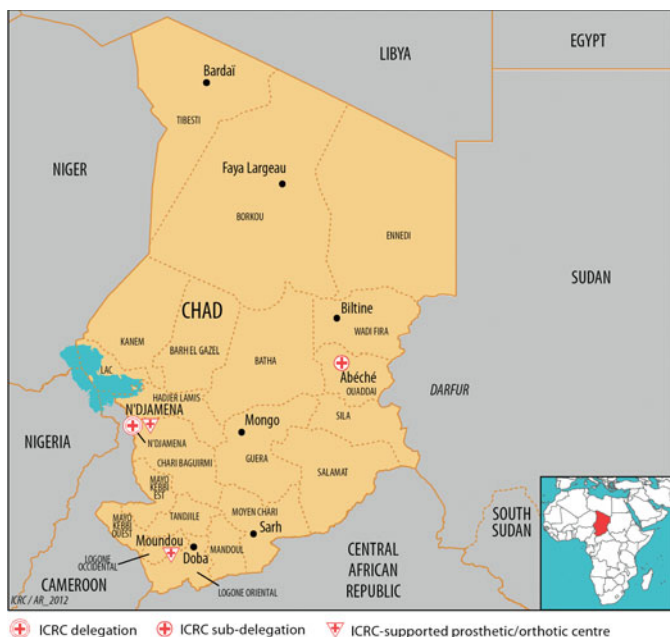 LIBYA
EGYPT
Bardaï
TIBESTI
NIGER
Faya Largeau
BORKOU
ENNEDI
SUDAN
CHAD
Biltine
WADI FIRA
KANEM
BARH EL GAZEL
BATHA
LAC
Abéché
OUADDAI
DARFUR
HADJER LAMIS
N'DJAMENA
SILA
Mongo
NIGERIA
N'DJAMENA
GUERA
CHARI BAGUIRMI
SALAMAT
MAYO
KEBBI
EST
MAYO
KEBBI
OUEST
TANDJILE
MOYEN CHARI
Sarh
SOUTH
SUDAN
Moundou
MANDOUL
Doba
LOGONE
OCCIDENTAL
LOGONE ORIENTAL
CENTRAL
AFRICAN
REPUBLIC
CAMEROON
ICRC / AR_2012
ICRC delegation
ICRC sub-delegation
ICRC-supported prosthetic/orthotic centre